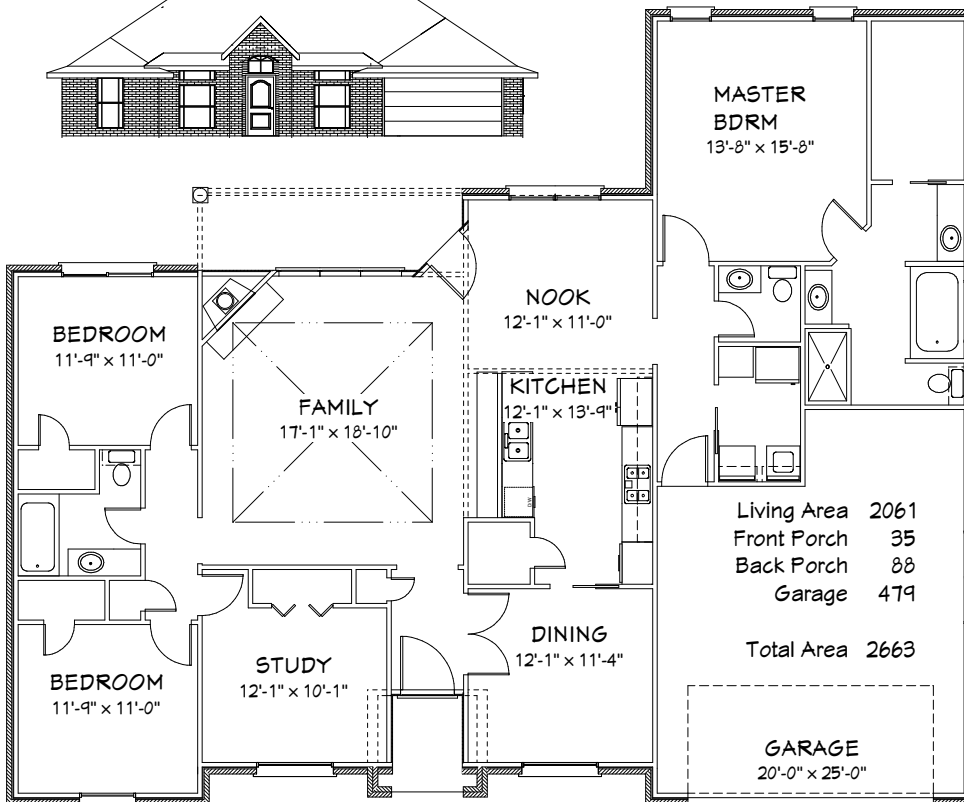 MASTER
BDRM
13'-8" x 15'-8"
NOOK
12'-1" x 11'-0"
BEDROOM
11'-9" x 11'-0"
KITCHEN
12'-1" x 13'-9"
FAMILY
17'-1" x 18'-10"
DW
Living Area 2061
Front Porch 35
Back Porch 88
Garage 479
Total Area 2663
DINING
12'-1" x 11'-4"
STUDY
12'-1" x 10'-1"
BEDROOM
11'-9" x 11'-0"
GARAGE
20'-0" x 25'-0"